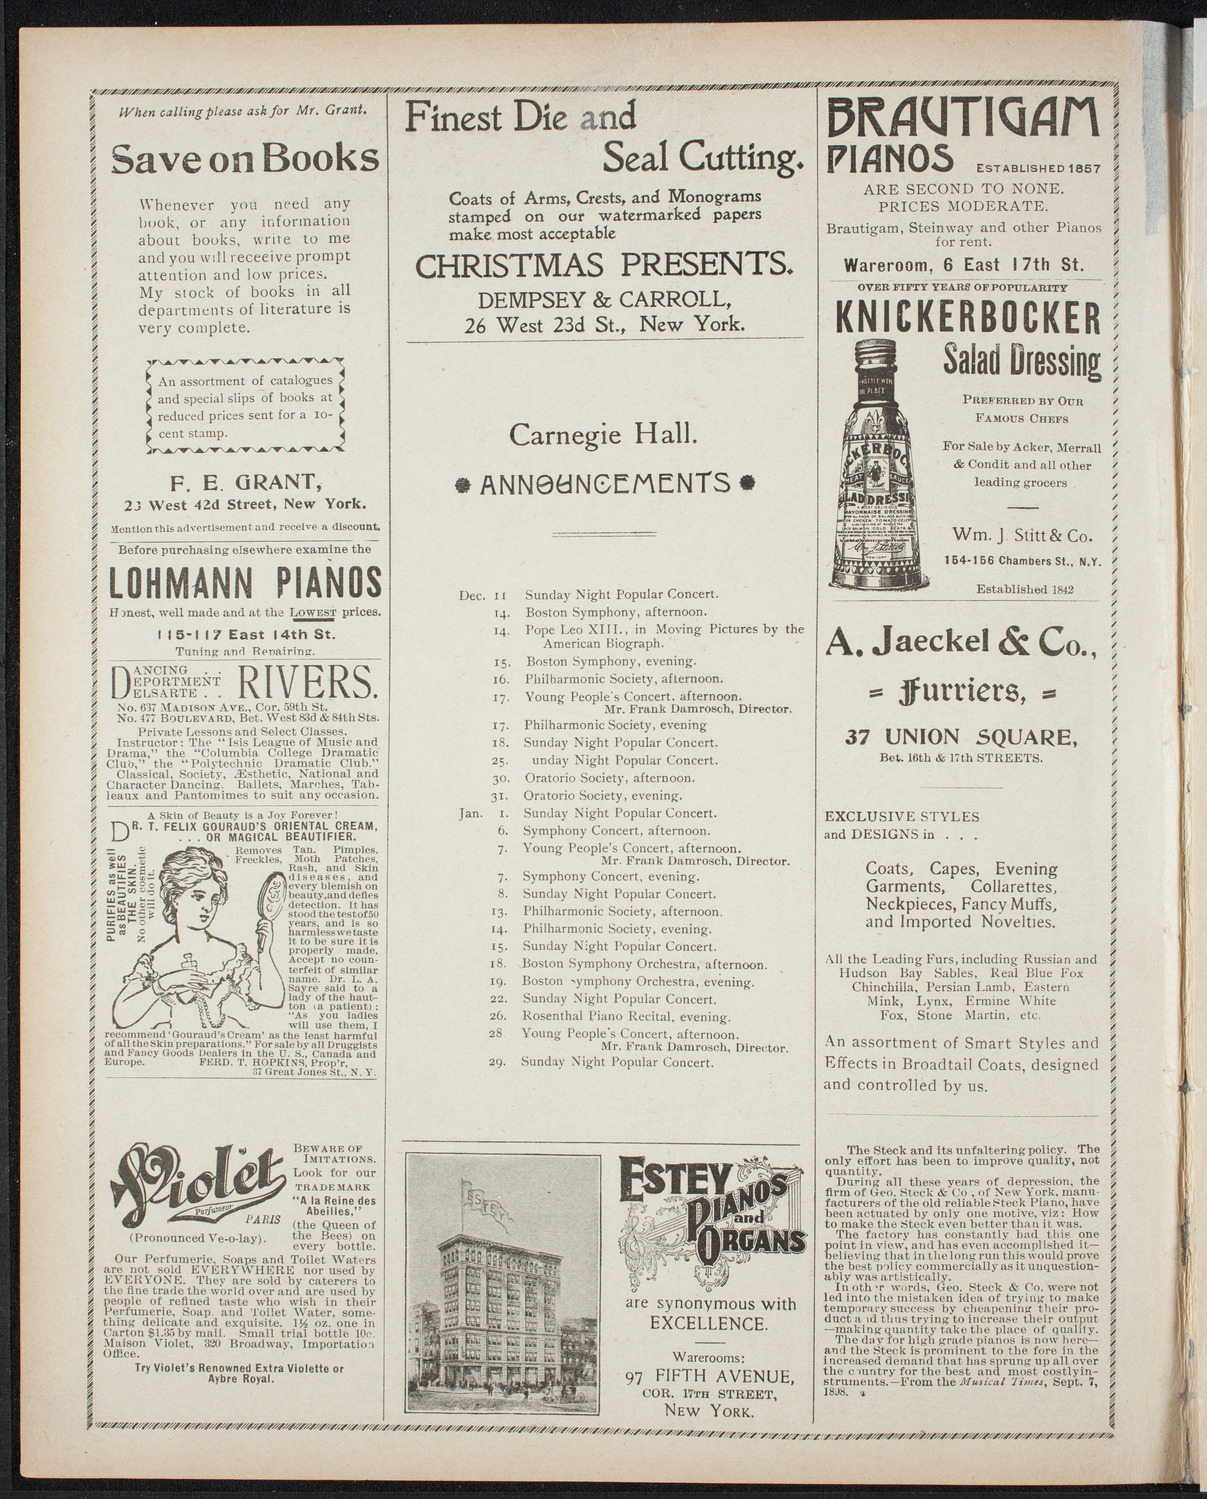 When calling please ask for Mr. Grant.
Save on Books
Whenever you need any
book, or any information
about books, write to me
and you will receeive prompt
attention and low prices.
My stock of books in all
departments of literature is
very complete.
An assortment of catalogues
and special slips of books at
reduced prices sent for a 10-
cent stamp.
F. E. GRANT,
23 West 42d Street, New York.
Mention this advertisement and receive a discount.
Before purchasing elsewhere examine the
LOHMANN PIANOS
Honest, well made and at the LOWEST prices.
115-117 East 14th St.
Tuning and Repairing.
DANCING . .
DEPORTMENT
DELSARTE . .
RIVERS.
No. 637 MADISON AVE., Cor. 59th St.
No. 477 BOULEVARD, Bet. West 83d & 84th Sts.
Private Lessons and Select Classes.
Instructor: The "Isis League of Music and
Drama," the "Columbia College Dramatic
Club," the "Polytechnic Dramatic Club."
Classical, Society, Æsthetic, National and
Character Dancing. Ballets, Marches, Tab-
leaux and Pantomimes to suit any occasion.
A Skin of Beauty is a Joy Forever!
DR. T. FELIX GOURAUD'S ORIENTAL CREAM,
. . . OR MAGICAL BEAUTIFIER.
PURIFIES as well
as BEAUTIFIES
THE SKIN.
No other cosmetic
will do it.
Removes Tan, Pimples,
Freckles, Moth Patches,
Rash, and Skin
diseases, and
every blemish on
beauty, and defies
detection. It has
stood the test of 50
years, and is so
harmless we taste
it to be sure it is
properly made.
Accept no coun-
terfeit of similar
name. Dr. L. A.
Sayre said to a
lady of the haut-
ton (a patient):
"As you ladies
will use them, I
recommend 'Gouraud's Cream' as the least harmful
of all the Skin preparations." For sale by all Druggists
and Fancy Goods Dealers in the U. S., Canada and
Europe. FERD. T. HOPKINS, Prop'r,
37 Great Jones St., N. Y.
Violet
Parfumeur
PARIS
(Pronounced Ve-o-lay).
BEWARE OF
IMITATIONS.
Look for our
TRADEMARK
"A la Reine des
Abeilles,"
(the Queen of
the Bees) on
every bottle.
Our Perfumerie, Soaps and Toilet Waters
are not sold EVERYWHERE nor used by
EVERYONE. They are sold by caterers to
the fine trade the world over and are used by
people of refined taste who wish in their
Perfumerie, Soap, and Toilet Water, some-
thing delicate and exquisite. 1½ oz. one in
Carton $1.35 by mail. Small trial bottle 10c.
Maison Violet, 320 Broadway, Importation
Office.
Try Violet's Renowned Extra Violette or
Aybre Royal.
Finest Die and
Seal Cutting.
Coats of Arms, Crests, and Monograms
stamped on our watermarked papers
make most acceptable
CHRISTMAS PRESENTS.
DEMPSEY & CARROLL,
26 West 23d St., New York.
Carnegie Hall.
ANNOUNCEMENTS
Dec. 11 Sunday Night Popular Concert.
14. Boston Symphony, afternoon.
14. Pope Leo XIII., in Moving Pictures by the
American Biograph.
15. Boston Symphony, evening.
16. Philharmonic Society, afternoon.
17. Young People's Concert, afternoon.
Mr. Frank Damrosch, Director.
17. Philharmonic Society, evening
18. Sunday Night Popular Concert.
25. unday Night Popular Concert.
30. Oratorio Society, afternoon.
31. Oratorio Society, evening.
Jan. 1. Sunday Night Popular Concert.
6. Symphony Concert, afternoon.
7. Young People's Concert, afternoon.
Mr. Frank Damrosch, Director.
7. Symphony Concert, evening.
8. Sunday Night Popular Concert.
13. Philharmonic Society, afternoon.
14. Philharmonic Society, evening.
15. Sunday Night Popular Concert.
18. Boston Symphony Orchestra, afternoon.
19. Boston ymphony Orchestra, evening.
22. Sunday Night Popular Concert.
26. Rosenthal Piano Recital, evening.
28 Young People's Concert, afternoon.
Mr. Frank Damrosch, Director.
29. Sunday Night Popular Concert.
ESTEY
ESTEY
PIANOS
and
ORGANS
are synonymous with
EXCELLENCE.
Warerooms:
97 FIFTH AVENUE,
COR. 17TH STREET,
NEW YORK.
BRAUTIGAM
PIANOS ESTABLISHED 1857
ARE SECOND TO NONE.
PRICES MODERATE.
Brautigam, Steinway and other Pianos
for rent.
Wareroom, 6 East 17th St.
OVER FIFTY YEARS OF POPULARITY
KNICKERBOCKER
Salad Dressing
PREFERRED BY OUR
FAMOUS CHEFS
For Sale by Acker, Merrall
& Condit and all other
leading grocers
Wm. J. Stitt & Co.
154-156 Chambers St., N.Y.
Established 1842
A. Jaeckel & Co.,
= Furriers, =
37 UNION SQUARE,
Bet. 16th & 17th STREETS.
EXCLUSIVE STYLES
and DESIGNS in . . .
Coats, Capes, Evening
Garments, Collarettes,
Neckpieces, Fancy Muffs,
and Imported Novelties.
All the Leading Furs, including Russian and
Hudson Bay Sables, Real Blue Fox
Chinchilla, Persian Lamb, Eastern
Mink, Lynx, Ermine White
Fox, Stone Martin, etc.
An assortment of Smart Styles and
Effects in Broadtail Coats, designed
and controlled by us.
The Steck and its unfaltering policy. The
only effort has been to improve quality, not
quantity.
During all these years of depression, the
firm of Geo. Steck & Co., of New York, manu-
facturers of the old reliable Steck Piano, have
been actuated by only one motive, viz: How
to make the Steck even better than it was.
The factory has constantly had this one
point in view, and has even accomplished it—
believing that in the long run this would prove
the best policy commercially as it unquestion-
ably was artistically.
In oth r words, Geo. Steck & Co. were not
led into the mistaken idea of trying to make
temporary success by cheapening their pro-
duct a d thus trying to increase their output
—making quantity take the place of quality.
The day for high grade pianos is now here—
and the Steck is prominent to the fore in the
increased demand that has sprung up all over
the country for the best and most costly in-
struments.—From the Musical Times, Sept. 7,
1898.